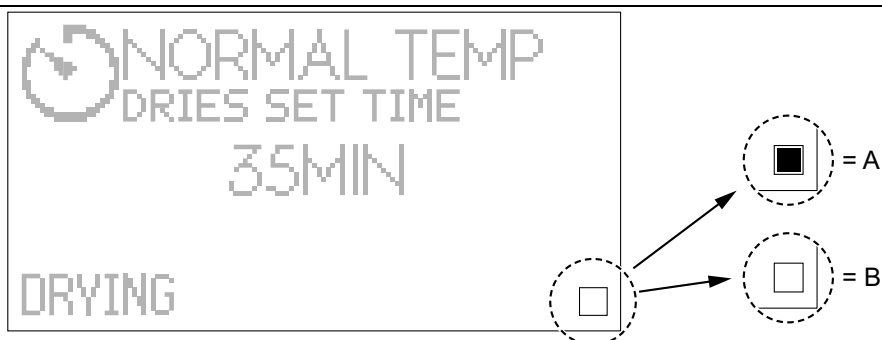 NORMAL TEMP
DRIES SET TIME
35MIN
= A
= B
DRYING